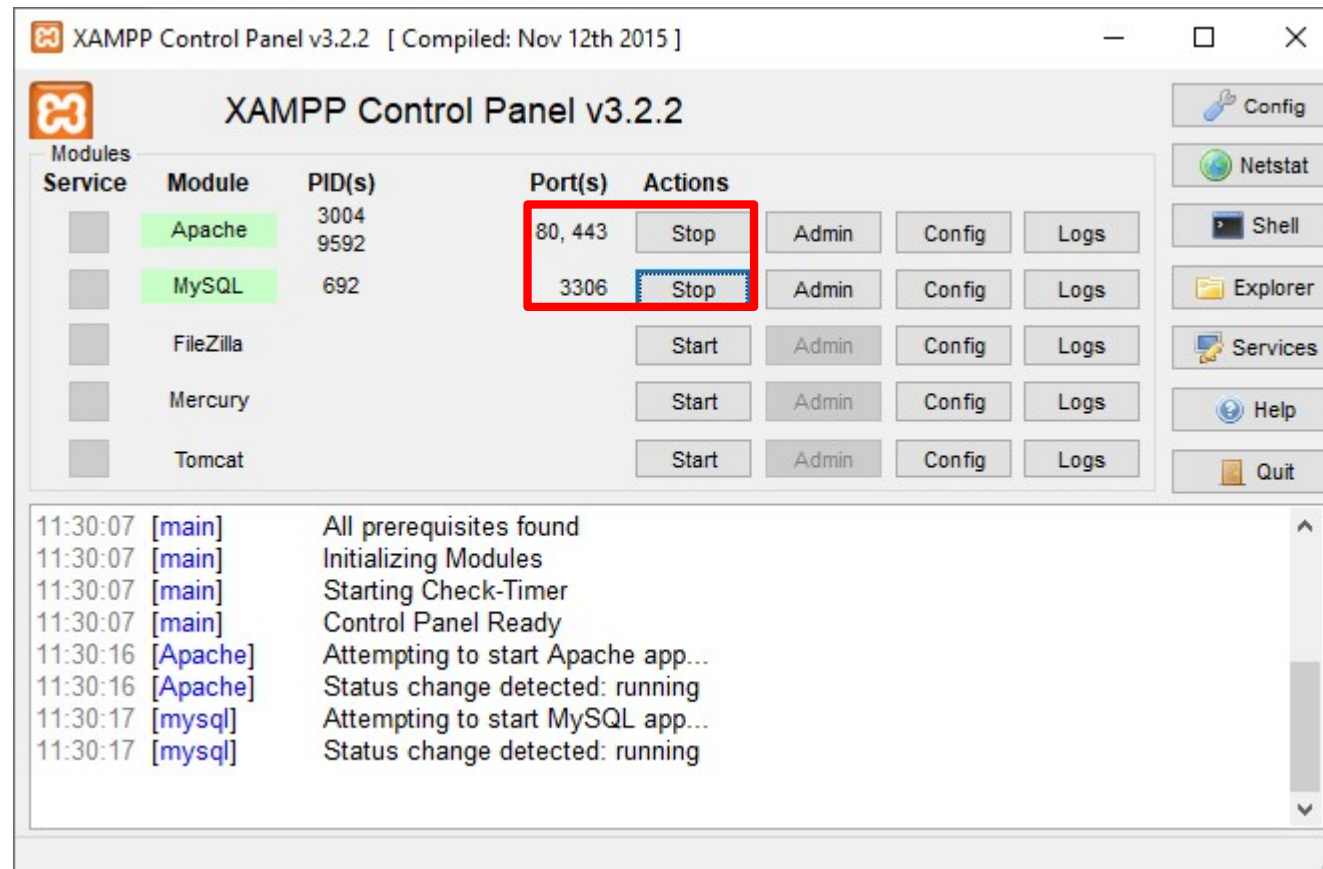 XAMPP Control Panel v3.2.2 [ Compiled: Nov 12th 2015 ]
XAMPP Control Panel v3.2.2
Config
Modules
Netstat
Service Module PID(s) Port(s) Actions
Apache 3004 9592 80, 443 Stop Admin Config Logs
Shell
MySQL 692 3306 Stop Admin Config Logs
Explorer
FileZilla Start Admin Config Logs
Services
Mercury Start Admin Config Logs
Help
Tomcat Start Admin Config Logs
Quit
11:30:07 [main] All prerequisites found
11:30:07 [main] Initializing Modules
11:30:07 [main] Starting Check-Timer
11:30:07 [main] Control Panel Ready
11:30:16 [Apache] Attempting to start Apache app...
11:30:16 [Apache] Status change detected: running
11:30:17 [mysql] Attempting to start MySQL app...
11:30:17 [mysql] Status change detected: running